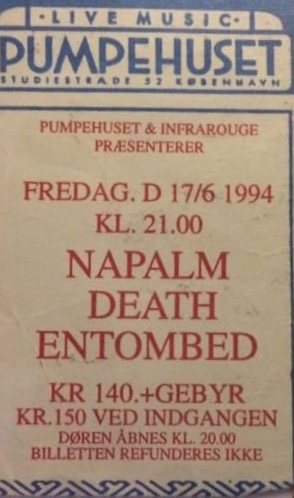 · LIVE MUSIC ·
PUMPEHUSET
STUDIESTRÆDE 52 KØBENHAVN
PUMPEHUSET & INFRAROUGE
PRÆSENTERER
FREDAG. D 17/6 1994
KL. 21.00
NAPALM
DEATH
ENTOMBED
KR 140.+GEBYR
KR.150 VED INDGANGEN
DØREN ÅBNES KL. 20.00
BILLETTEN REFUNDERES IKKE